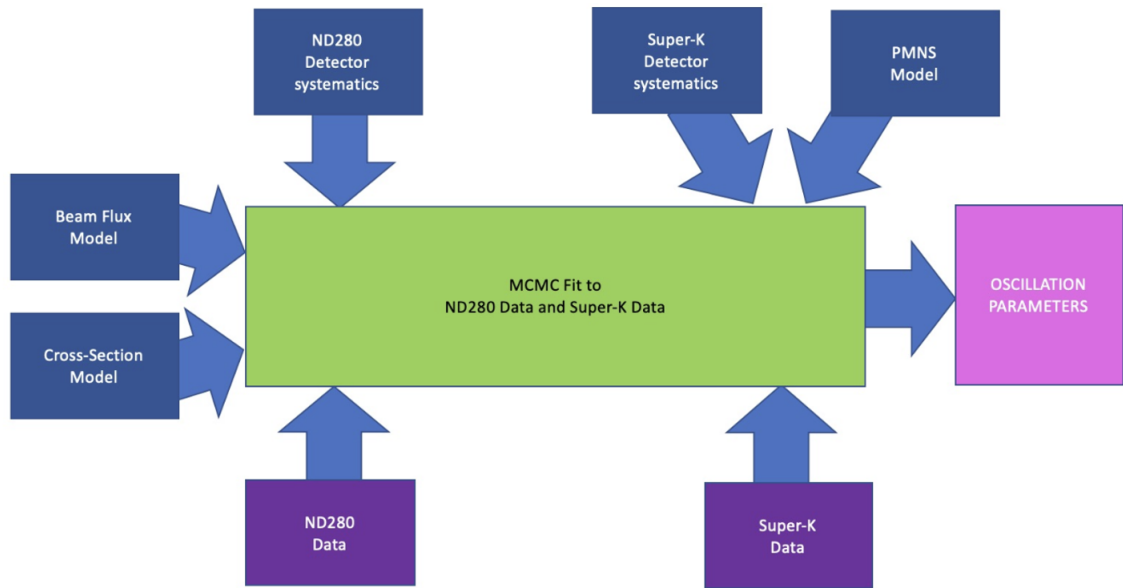 ND280
Detector
systematics
Super-K
Detector
systematics
PMNS
Model
Beam Flux
Model
Cross-Section
Model
MCMC Fit to
ND280 Data and Super-K Data
OSCILLATION
PARAMETERS
ND280
Data
Super-K
Data